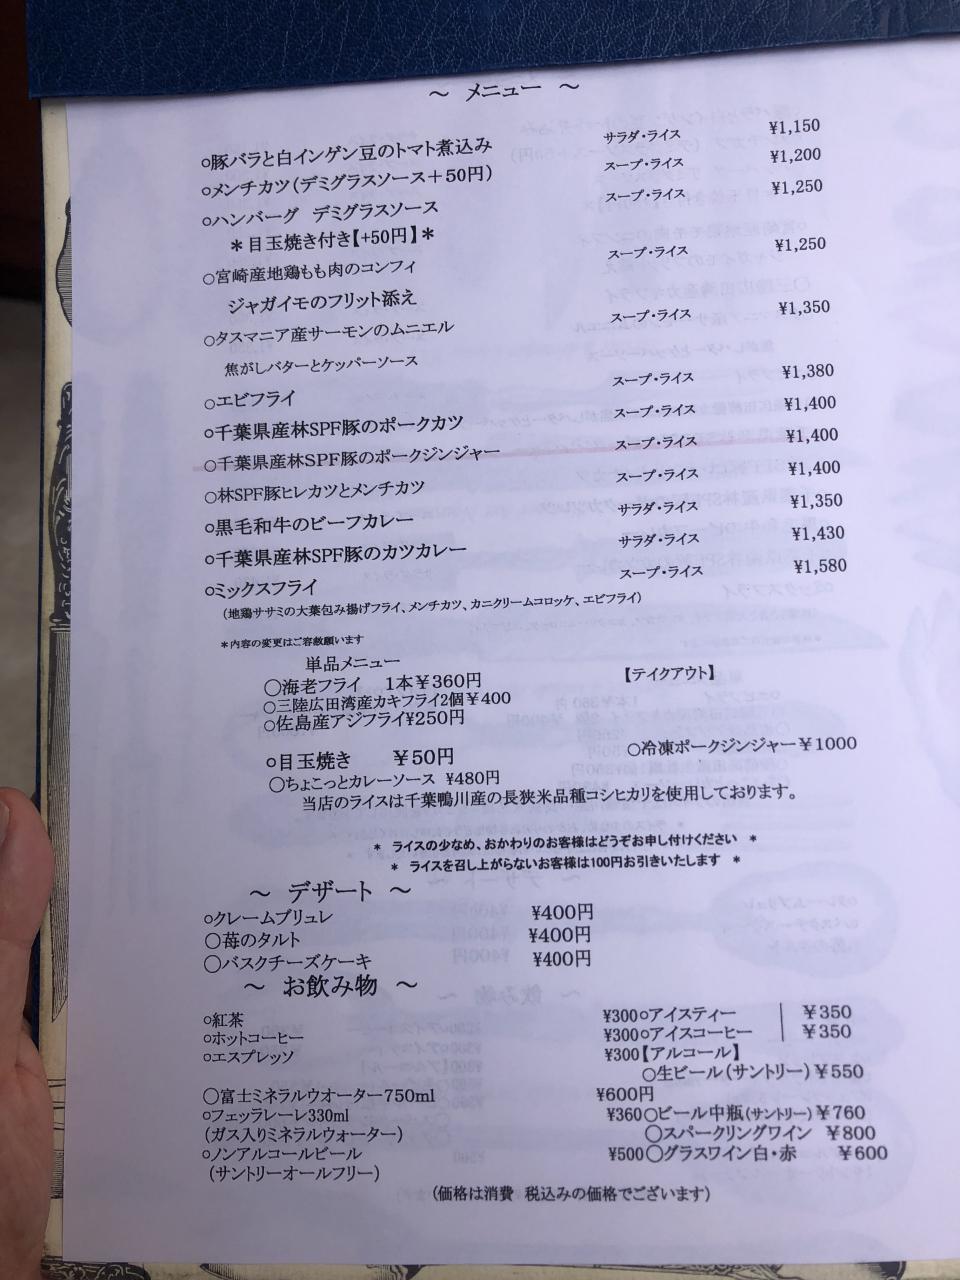 ～ メニュー ～
○豚バラと白インゲン豆のトマト煮込み サラダ・ライス ¥1,150
○メンチカツ(デミグラスソース＋50円) スープ・ライス ¥1,200
○ハンバーグ デミグラスソース スープ・ライス ¥1,250
＊目玉焼き付き【+50円】＊
○宮崎産地鶏もも肉のコンフィ スープ・ライス ¥1,250
ジャガイモのフリット添え
○タスマニア産サーモンのムニエル スープ・ライス ¥1,350
焦がしバターとケッパーソース
○エビフライ スープ・ライス ¥1,380
○千葉県産林SPF豚のポークカツ スープ・ライス ¥1,400
○千葉県産林SPF豚のポークジンジャー スープ・ライス ¥1,400
○林SPF豚ヒレカツとメンチカツ スープ・ライス ¥1,400
○黒毛和牛のビーフカレー サラダ・ライス ¥1,350
○千葉県産林SPF豚のカツカレー サラダ・ライス ¥1,430
○ミックスフライ スープ・ライス ¥1,580
(地鶏ササミの大葉包み揚げフライ、メンチカツ、カニクリームコロッケ、エビフライ)
＊内容の変更はご容赦願います
単品メニュー 【テイクアウト】
○海老フライ 1本￥360円
○三陸広田湾産カキフライ2個￥400
○佐島産アジフライ¥250円
○目玉焼き ￥50円 ○冷凍ポークジンジャー￥1000
○ちょこっとカレーソース ¥480円
当店のライスは千葉鴨川産の長狭米品種コシヒカリを使用しております。
＊ ライスの少なめ、おかわりのお客様はどうぞお申し付けください ＊
＊ ライスを召し上がらないお客様は100円お引きいたします ＊
～ デザート ～
○クレームブリュレ ¥400円
○苺のタルト ¥400円
○バスクチーズケーキ ¥400円
～ お飲み物 ～
○紅茶 ¥300○アイスティー ￥350
○ホットコーヒー ¥300○アイスコーヒー ￥350
○エスプレッソ ¥300【アルコール】
○生ビール(サントリー)￥550
○富士ミネラルウオーター750ml ¥600円
○フェッラーレ330ml ¥360○ビール中瓶(サントリー)￥760
(ガス入りミネラルウォーター) ○スパークリングワイン ￥800
○ノンアルコールビール ¥500○グラスワイン白・赤 ￥600
(サントリーオールフリー)
(価格は消費 税込みの価格でございます)